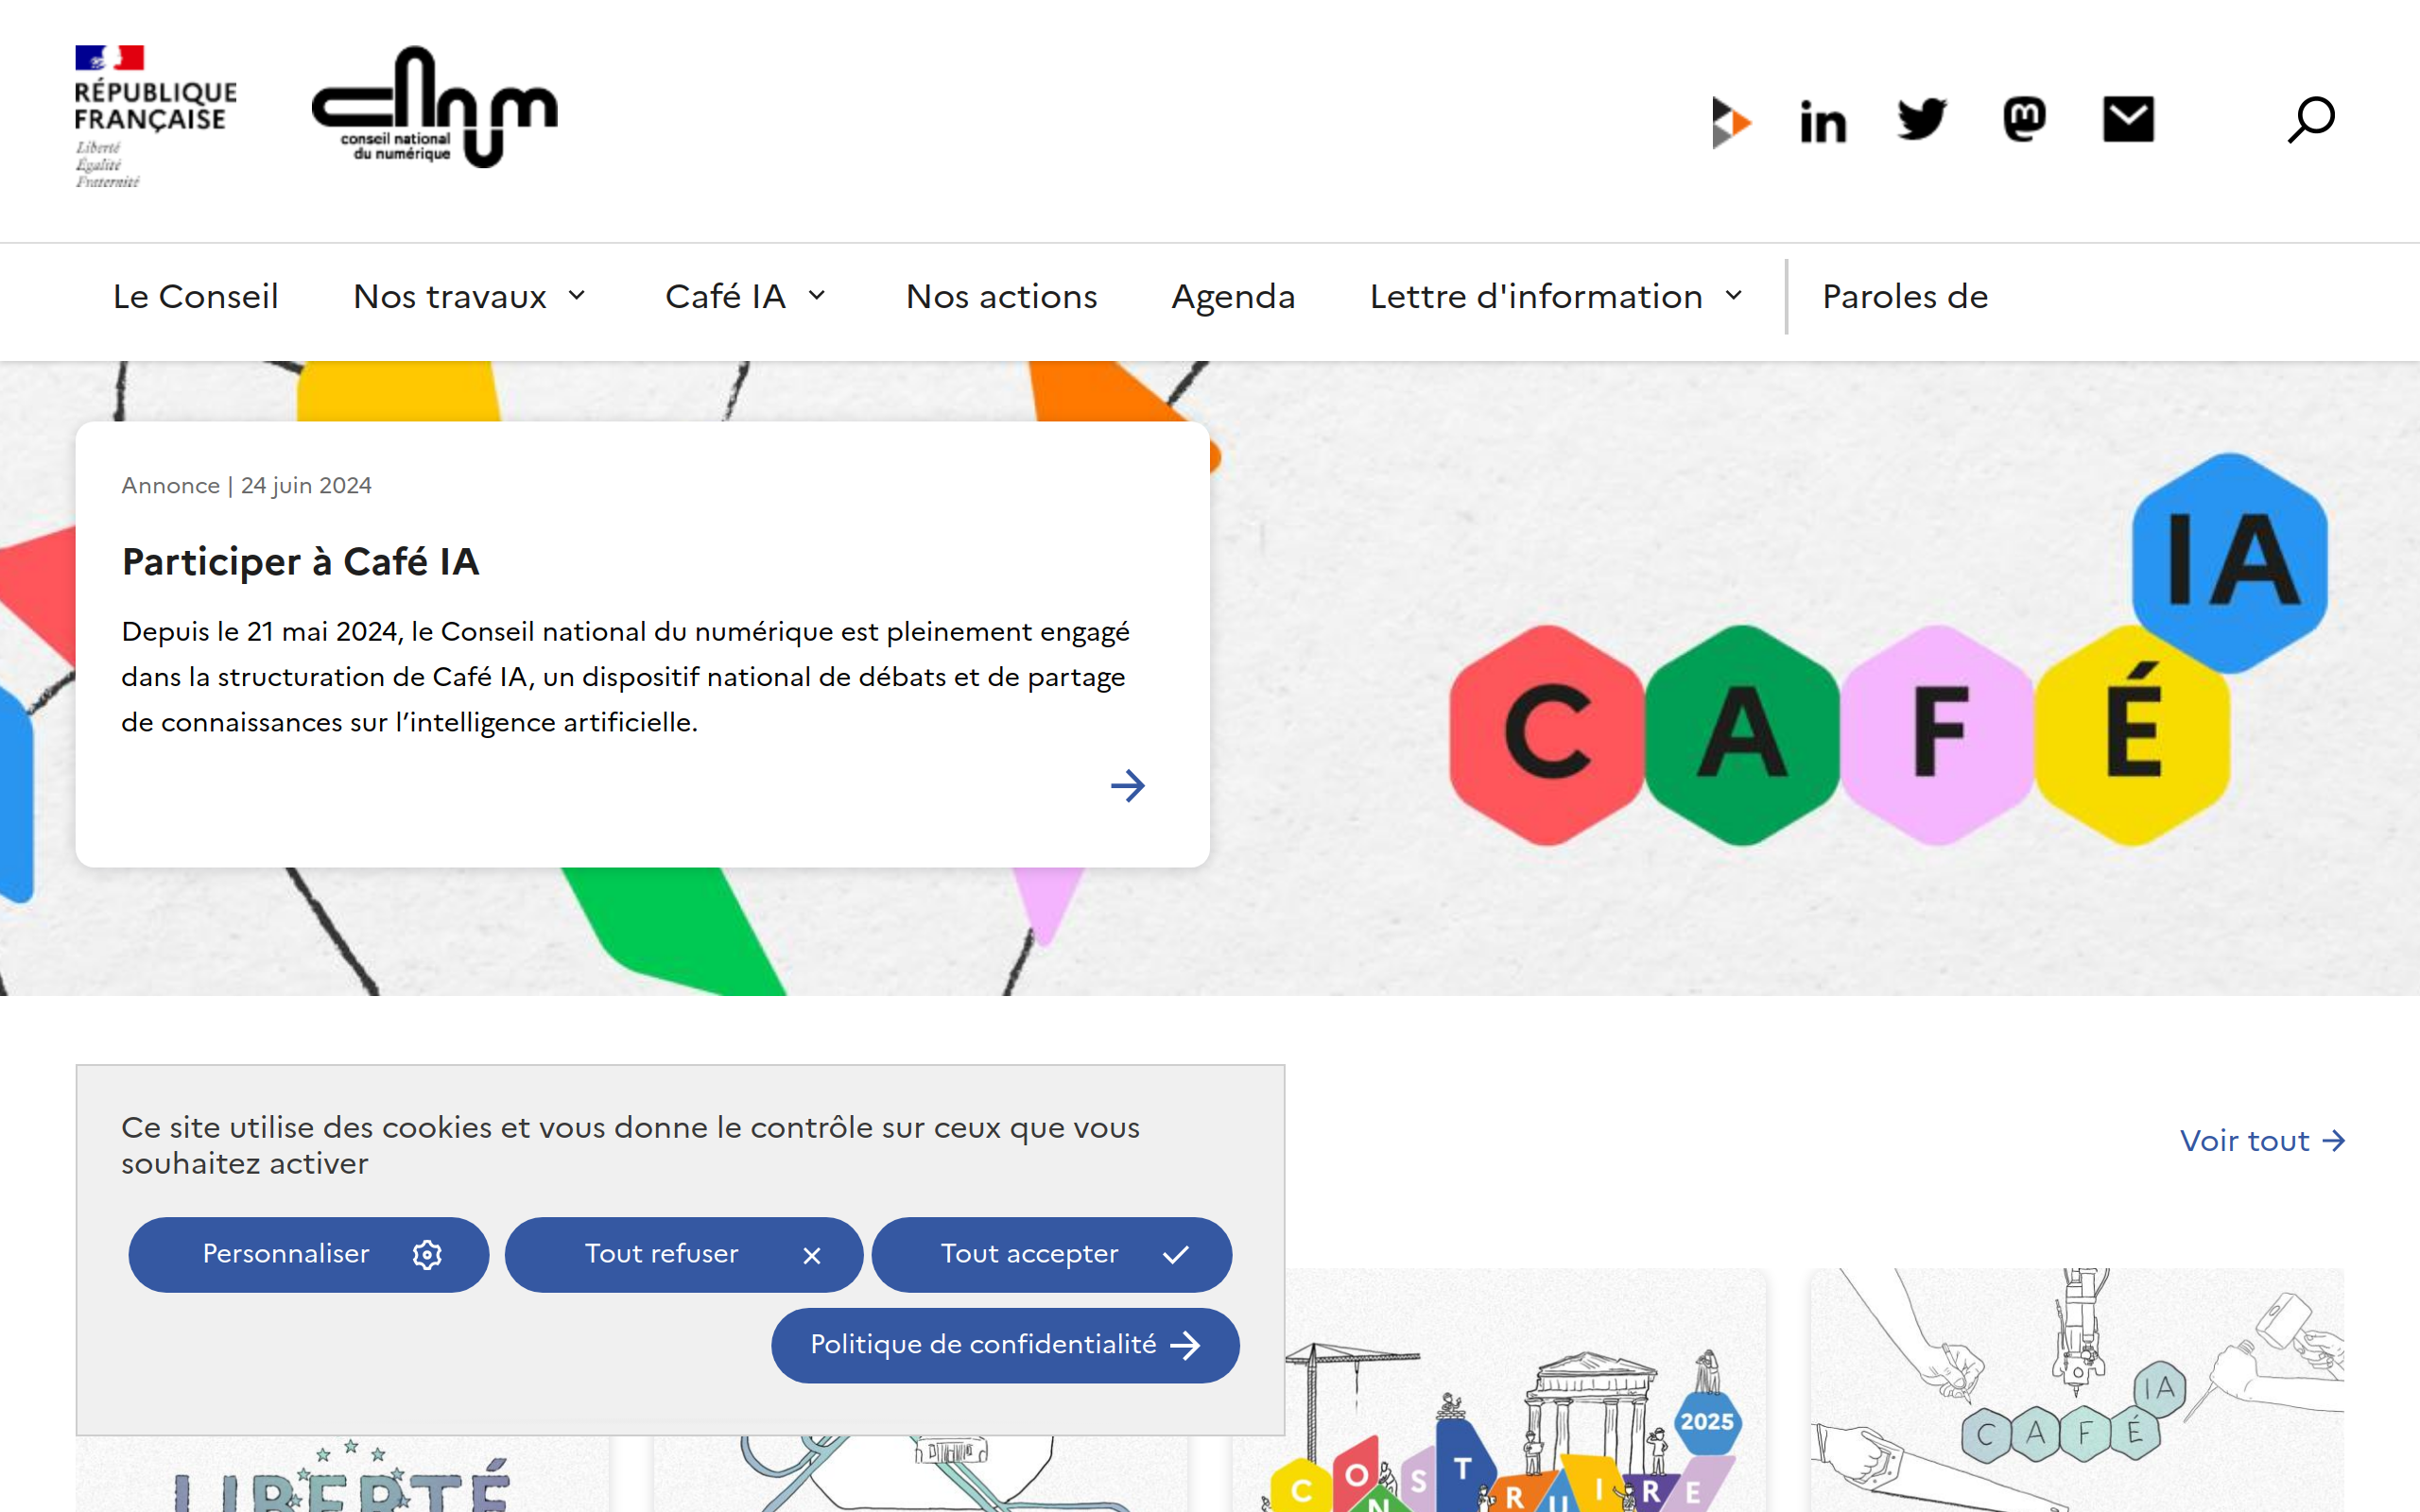 RÉPUBLIQUE
FRANÇAISE
Liberté
Égalité
Fraternité
conseil national
du numérique
Le Conseil
Nos travaux
Café IA
Nos actions
Agenda
Lettre d'information
Paroles de
Annonce | 24 juin 2024
Participer à Café IA
Depuis le 21 mai 2024, le Conseil national du numérique est pleinement engagé
dans la structuration de Café IA, un dispositif national de débats et de partage
de connaissances sur l’intelligence artificielle.
IA
CAFÉ
Ce site utilise des cookies et vous donne le contrôle sur ceux que vous
souhaitez activer
Personnaliser
Tout refuser
Tout accepter
Politique de confidentialité
Voir tout
LIBERTÉ
2025
CONSTRUIRE
IA
CAFÉ